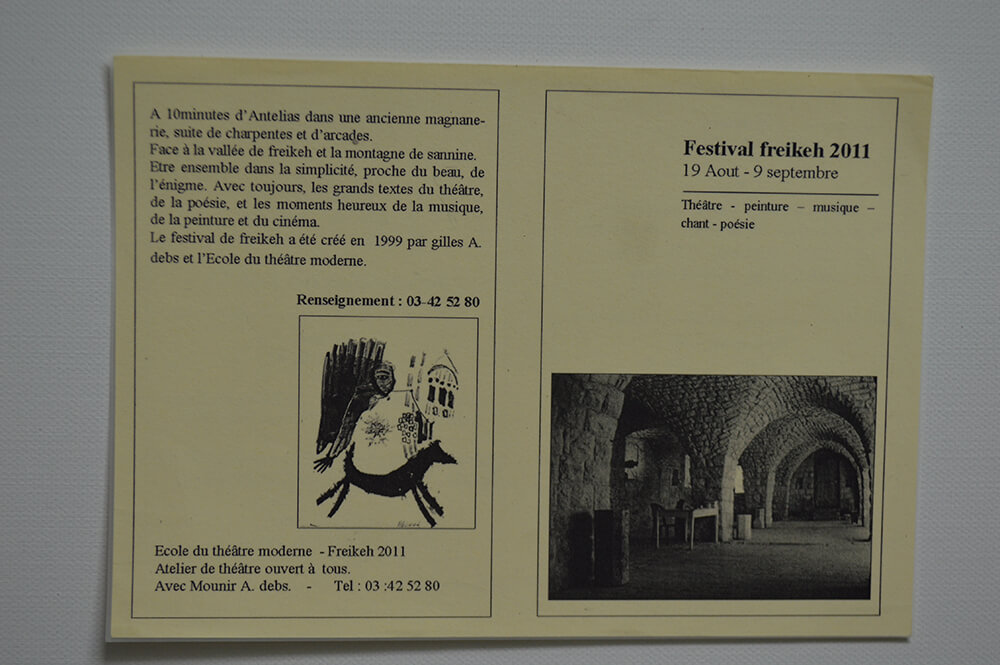 A 10minutes d'Antelias dans une ancienne magnane-
rie, suite de charpentes et d'arcades.
Face à la vallée de freikeh et la montagne de sannine.
Etre ensemble dans la simplicité, proche du beau, de
l'énigme. Avec toujours, les grands textes du théâtre,
de la poésie, et les moments heureux de la musique,
de la peinture et du cinéma.
Le festival de freikeh a été créé en 1999 par gilles A.
debs et l'Ecole du théâtre moderne.
Renseignement : 03-42 52 80
Ecole du théâtre moderne - Freikeh 2011
Atelier de théâtre ouvert à tous.
Avec Mounir A. debs. - Tel : 03 :42 52 80
Festival freikeh 2011
19 Aout - 9 septembre
Théâtre - peinture – musique –
chant - poésie